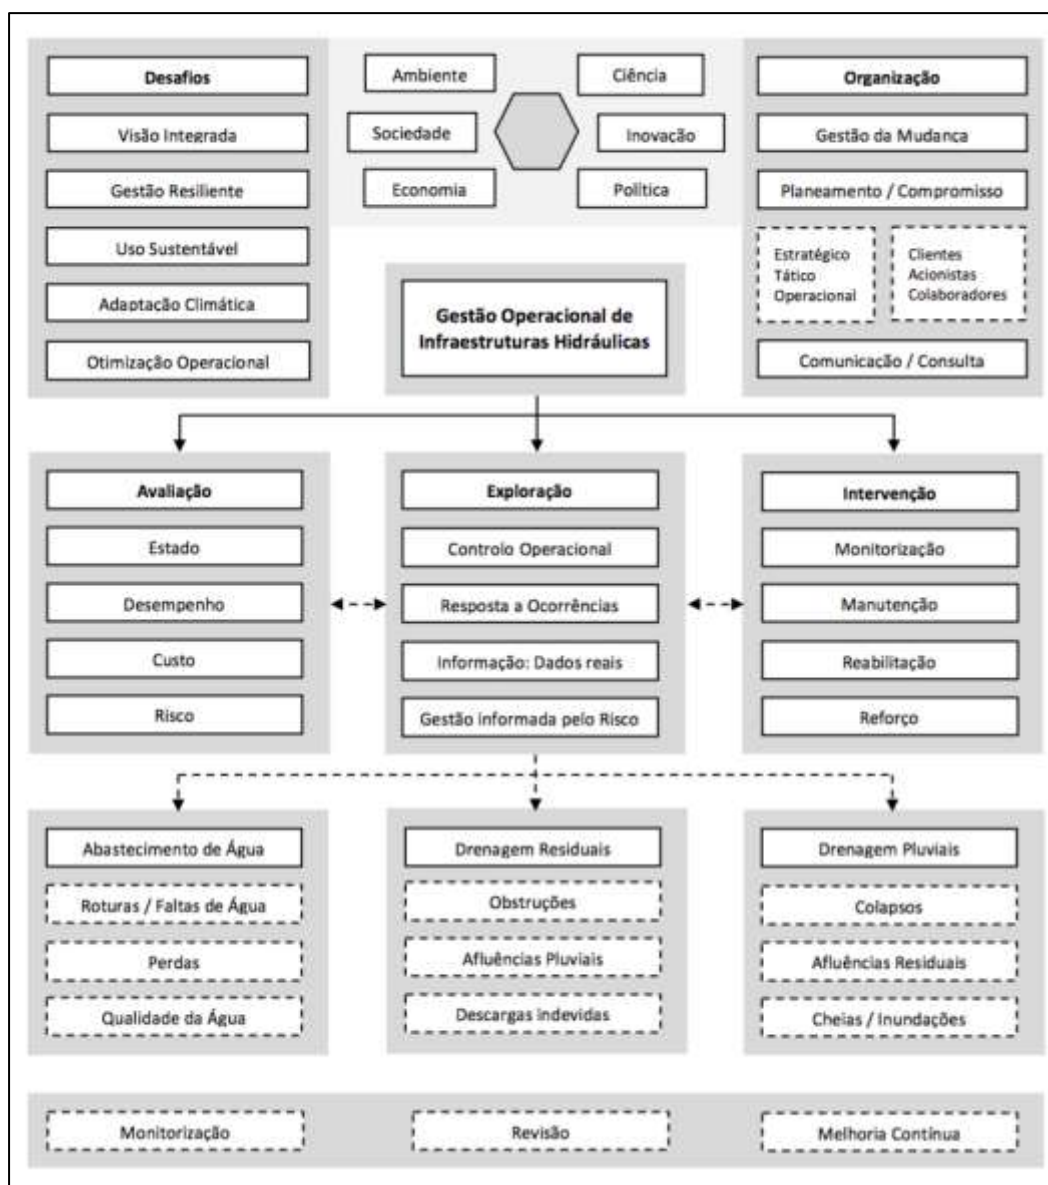 Desafios
Visão Integrada
Gestão Resiliente
Uso Sustentável
Adaptação Climática
Otimização Operacional
Ambiente
Sociedade
Economia
Ciência
Inovação
Política
Organização
Gestão da Mudanca
Planeamento / Compromisso
Estratégico
Tático
Operacional
Clientes
Acionistas
Colaboradores
Comunicação / Consulta
Gestão Operacional de
Infraestruturas Hidráulicas
Avaliação
Estado
Desempenho
Custo
Risco
Exploração
Controlo Operacional
Resposta a Ocorrências
Informação: Dados reais
Gestão informada pelo Risco
Intervenção
Monitorização
Manutenção
Reabilitação
Reforço
Abastecimento de Água
Roturas / Faltas de Água
Perdas
Qualidade da Água
Drenagem Residuais
Obstruções
Afluências Pluviais
Descargas indevidas
Drenagem Pluviais
Colapsos
Afluências Residuais
Cheias / Inundações
Monitorização
Revisão
Melhoria Contínua